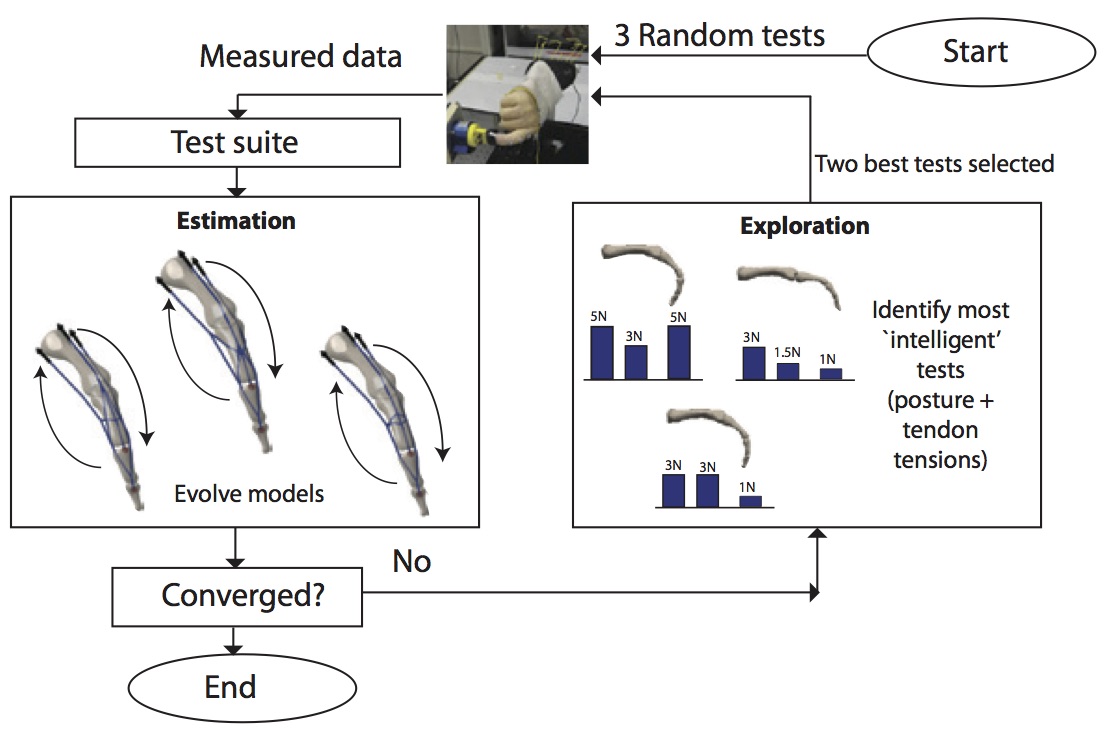 Start
3 Random tests
Measured data
Test suite
Two best tests selected
Estimation
Evolve models
Exploration
5N
3N
5N
3N
1.5N
1N
3N
3N
1N
Identify most
`intelligent’
tests
(posture +
tendon
tensions)
Converged?
No
End